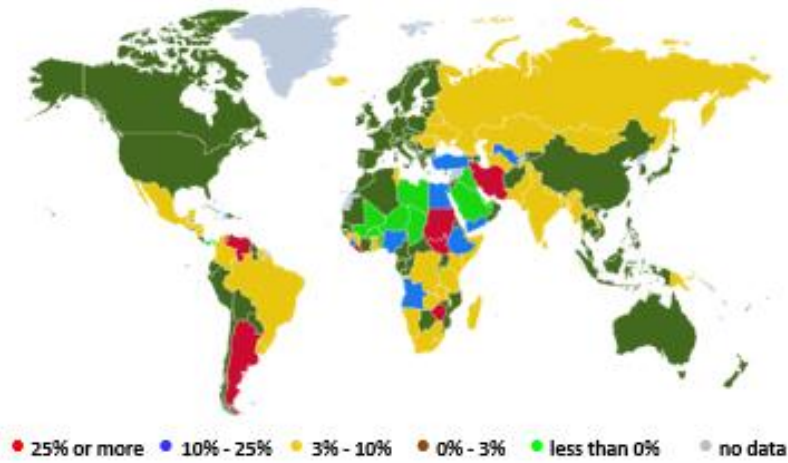 25% or more 10% - 25% 3% - 10% 0% - 3% less than 0% no data